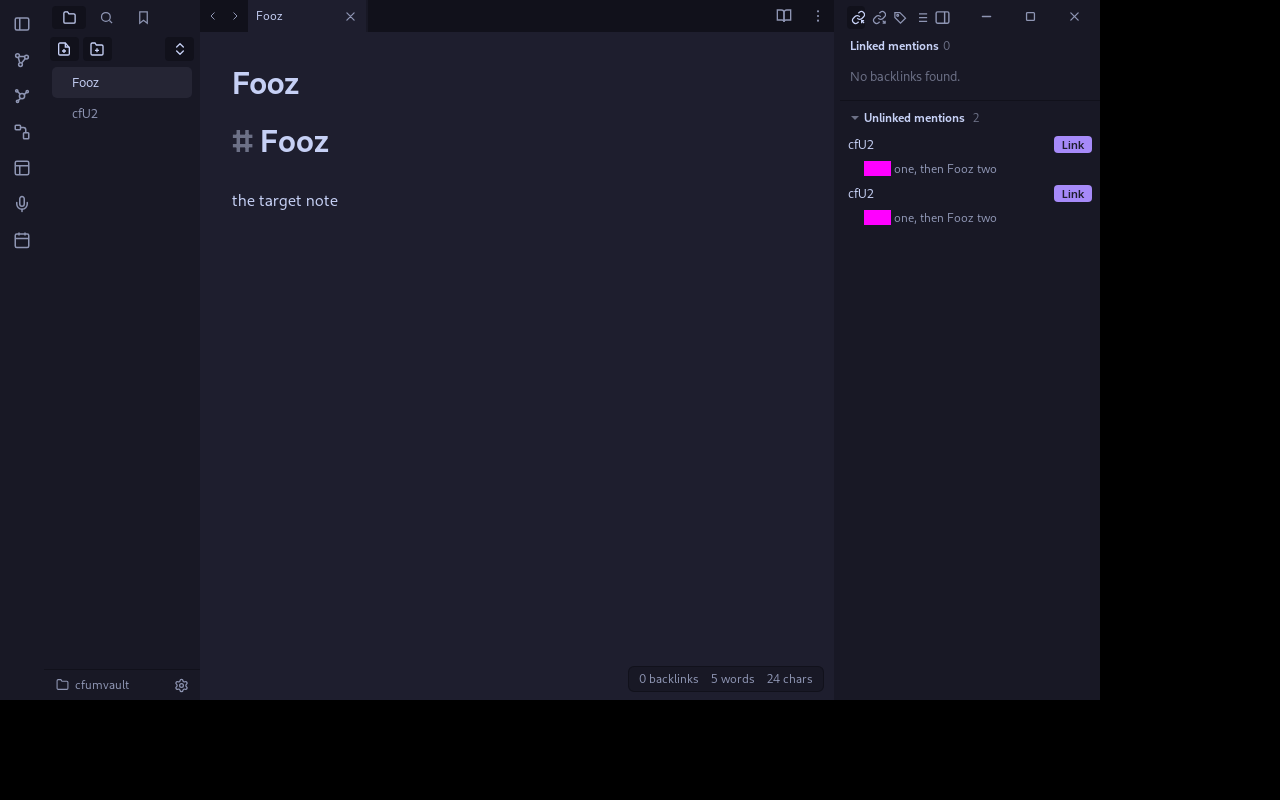 Fooz
Fooz
cfU2
Fooz
# Fooz
the target note
Linked mentions 0
No backlinks found.
Unlinked mentions 2
cfU2 Link
one, then Fooz two
cfU2 Link
one, then Fooz two
cfumvault
0 backlinks 5 words 24 chars